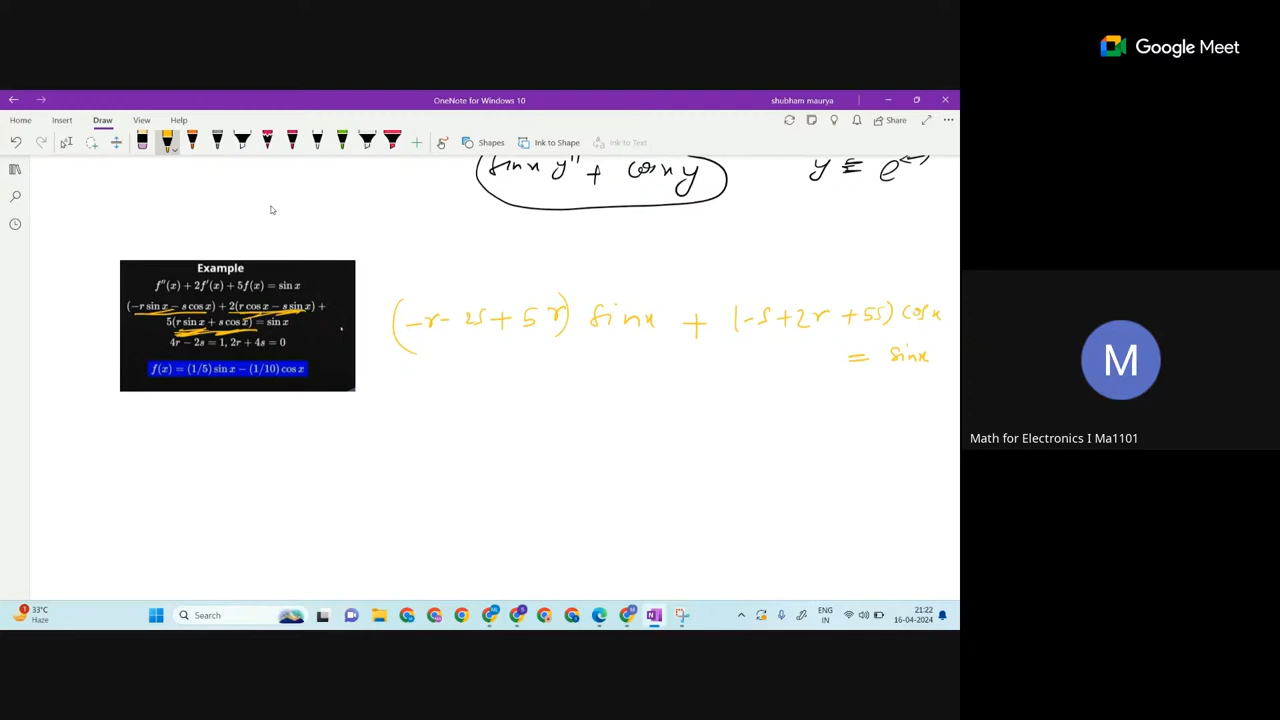 Google Meet
OneNote for Windows 10
shubham maurya
Home Insert Draw View Help
Share
Shapes Ink to Shape Ink to Text
sinx y'' + cosx y
y = e
Example
f''(x) + 2f'(x) + 5f(x) = sin x
(−r sin x − s cos x) + 2(r cos x − s sin x) +
5(r sin x + s cos x) = sin x
4r − 2s = 1, 2r + 4s = 0
f(x) = (1/5) sin x − (1/10) cos x
(-r - 2s + 5r) sinx + (-s + 2r + 5s) cosx
= sinx
M
Math for Electronics I Ma1101
1
33°C
Haze
Search
ENG
IN
21:22
16-04-2024